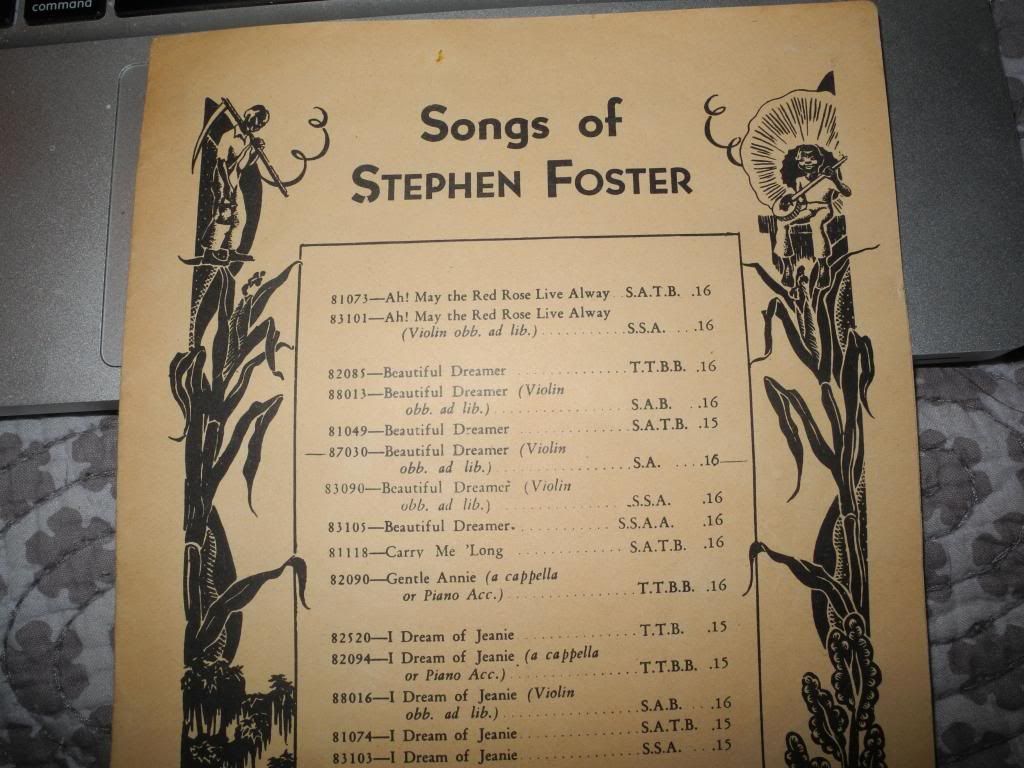 command
Songs of
STEPHEN FOSTER
81073—Ah! May the Red Rose Live Alway S.A.T.B. .16
83101—Ah! May the Red Rose Live Alway
(Violin obb. ad lib.) .......... S.S.A. ....16
82085—Beautiful Dreamer .............. T.T.B.B. .16
88013—Beautiful Dreamer (Violin
obb. ad lib.) ................ S.A.B. .16
81049—Beautiful Dreamer .............. S.A.T.B. .15
87030—Beautiful Dreamer (Violin
obb. ad lib.) ................ S.A. ....16
83090—Beautiful Dreamer (Violin
obb. ad lib.) ................ S.S.A. .16
83105—Beautiful Dreamer .............. S.S.A.A. .16
81118—Carry Me 'Long .............. S.A.T.B. .16
82090—Gentle Annie (a cappella
or Piano Acc.) ................ T.T.B.B. .16
82520—I Dream of Jeanie .............. T.T.B. .15
82094—I Dream of Jeanie (a cappella
or Piano Acc.) ................ T.T.B.B. .15
88016—I Dream of Jeanie (Violin
obb. ad lib.) ................ S.A.B. .16
81074—I Dream of Jeanie .............. S.A.T.B. .15
83103—I Dream of Jeanie .............. S.S.A. .15